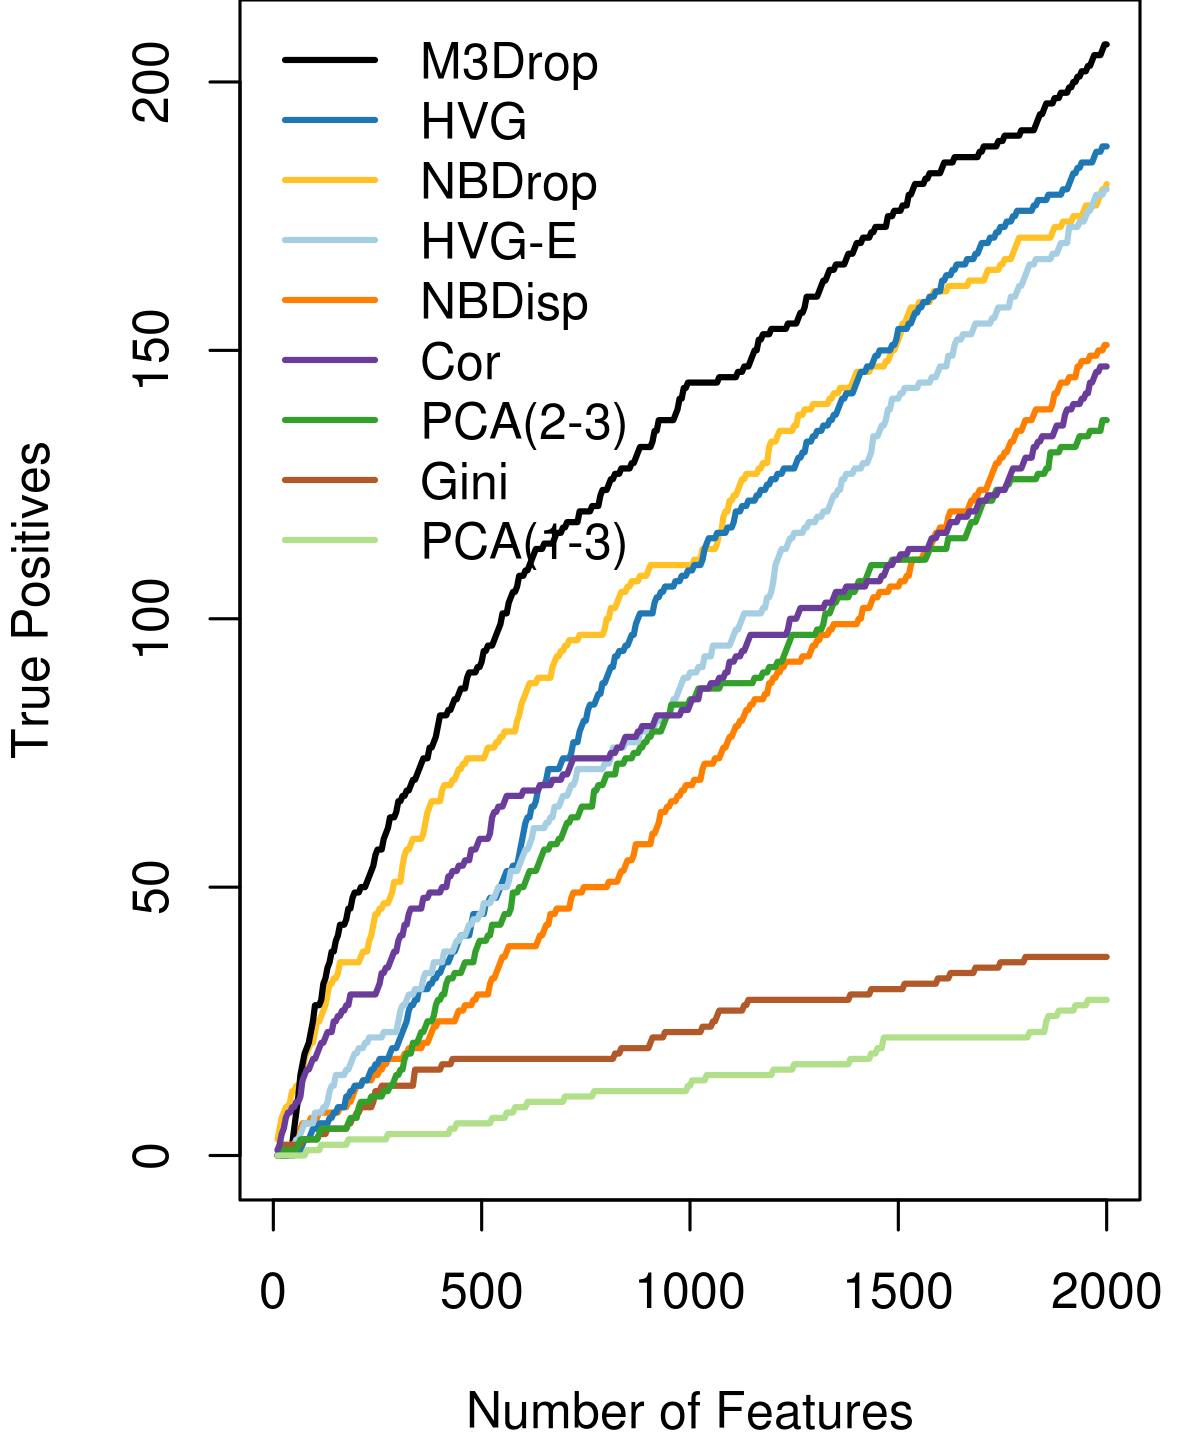 M3Drop
HVG
NBDrop
HVG-E
NBDisp
Cor
PCA(2-3)
Gini
PCA(1-3)
True Positives
200
150
100
50
0
0 500 1000 1500 2000
Number of Features